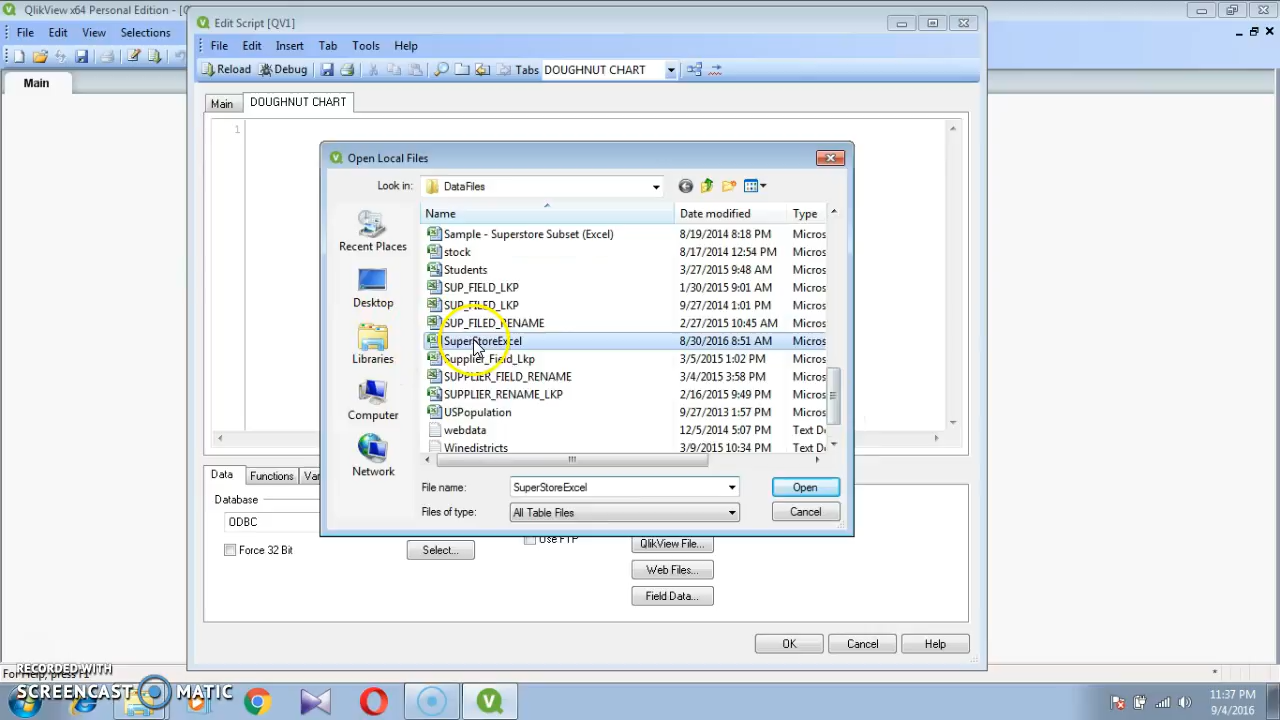 QlikView x64 Personal Edition - [Q
Edit Script [QV1]
File Edit View Selections
File Edit Insert Tab Tools Help
Reload Debug Tabs DOUGHNUT CHART
Main
Main DOUGHNUT CHART
1
Open Local Files
Look in: DataFiles
Name Date modified Type
Recent Places
Desktop
Libraries
Computer
Network
Sample - Superstore Subset (Excel) 8/19/2014 8:18 PM Micros
stock 8/17/2014 12:54 PM Micros
Students 3/27/2015 9:48 AM Micros
SUP_FIELD_LKP 1/30/2015 9:01 AM Micros
SUP_FILED_LKP 9/27/2014 1:01 PM Micros
SUP_FILED_RENAME 2/27/2015 10:45 AM Micros
SuperStoreExcel 8/30/2016 8:51 AM Micros
Supplier_Field_Lkp 3/5/2015 1:02 PM Micros
SUPPLIER_FIELD_RENAME 3/4/2015 3:58 PM Micros
SUPPLIER_RENAME_LKP 2/16/2015 9:49 PM Micros
USPopulation 9/27/2013 1:57 PM Micros
webdata 12/5/2014 5:07 PM Text D
Winedistricts 3/9/2015 10:34 PM Text D
File name: SuperStoreExcel Open
Files of type: All Table Files Cancel
Data Functions Var
Database
ODBC
Force 32 Bit
Select...
Use FTP
QlikView File...
Web Files...
Field Data...
OK Cancel Help
For Help, press F1
RECORDED WITH
SCREENCAST MATIC
11:37 PM
9/4/2016